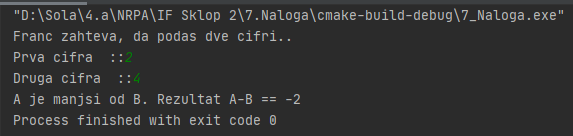 "D:\Sola\4.a\NRPA\IF Sklop 2\7.Naloga\cmake-build-debug\7_Naloga.exe"
Franc zahteva, da podas dve cifri..
Prva cifra  ::2
Druga cifra  ::4
A je manjsi od B. Rezultat A-B == -2
Process finished with exit code 0